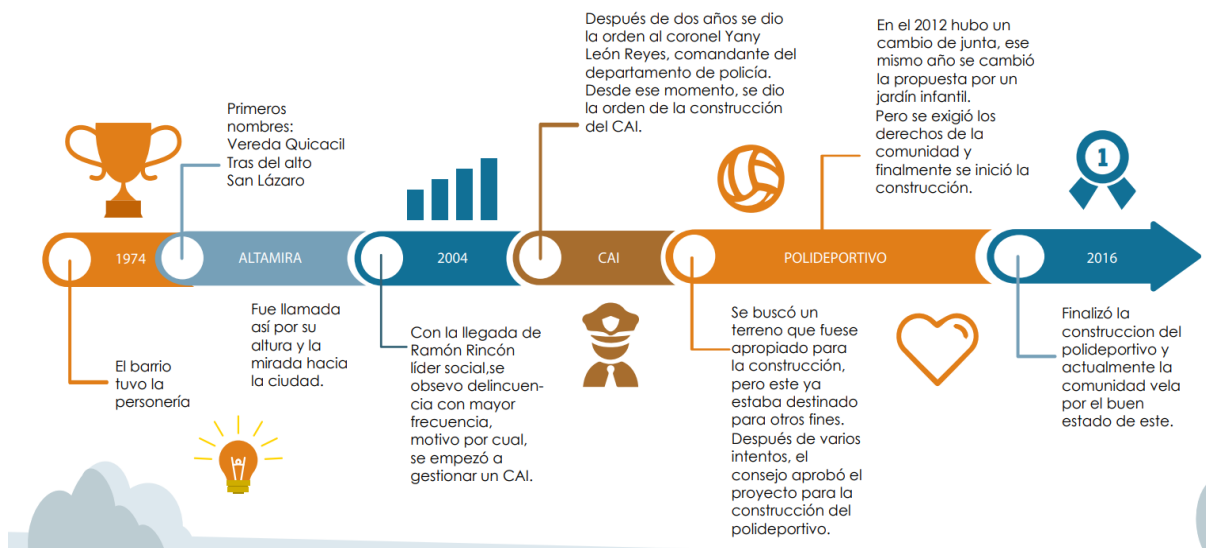 1974
El barrio
tuvo la
personería
Primeros
nombres:
Vereda Quicacil
Tras del alto
San Lázaro
ALTAMIRA
Fue llamada
así por su
altura y la
mirada hacia
la ciudad.
2004
Con la llegada de
Ramón Rincón
líder social,se
obsevo delincuen-
cia con mayor
frecuencia,
motivo por cual,
se empezó a
gestionar un CAI.
Después de dos años se dio
la orden al coronel Yany
León Reyes, comandante del
departamento de policía.
Desde ese momento, se dio
la orden de la construcción
del CAI.
CAI
POLIDEPORTIVO
Se buscó un
terreno que fuese
apropiado para
la construcción,
pero este ya
estaba destinado
para otros fines.
Después de varios
intentos, el
consejo aprobó el
proyecto para la
construcción del
polideportivo.
En el 2012 hubo un
cambio de junta, ese
mismo año se cambió
la propuesta por un
jardín infantil.
Pero se exigió los
derechos de la
comunidad y
finalmente se inició la
construcción.
1
2016
Finalizó la
construccion del
polideportivo y
actualmente la
comunidad vela
por el buen
estado de este.